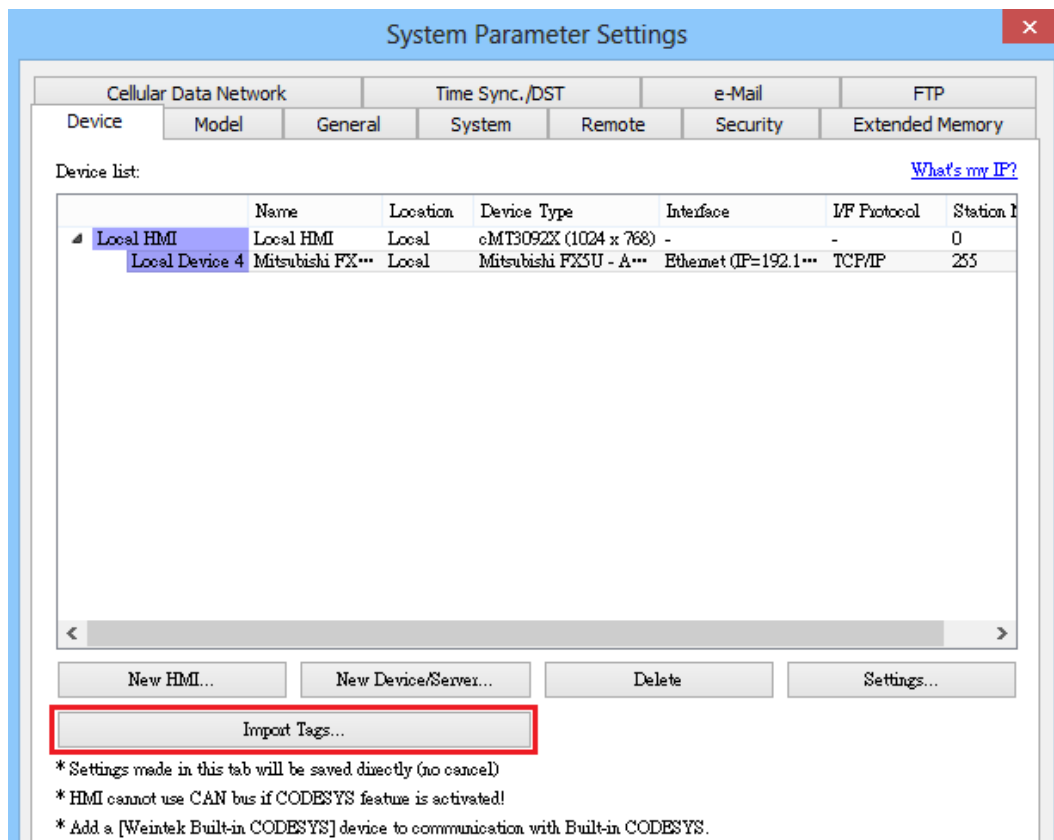 System Parameter Settings
Cellular Data Network Time Sync./DST e-Mail FTP
Device Model General System Remote Security Extended Memory
Device list: What's my IP?
Name Location Device Type Interface I/F Protocol Station
Local HMI Local HMI Local cMT3092X (1024 x 768) - - 0
Local Device 4 Mitsubishi FX... Local Mitsubishi FX5U - A... Ethernet (IP=192.1... TCP/IP 255
New HMI... New Device/Server... Delete Settings...
Import Tags...
* Settings made in this tab will be saved directly (no cancel)
* HMI cannot use CAN bus if CODESYS feature is activated!
* Add a [Weintek Built-in CODESYS] device to communication with Built-in CODESYS.